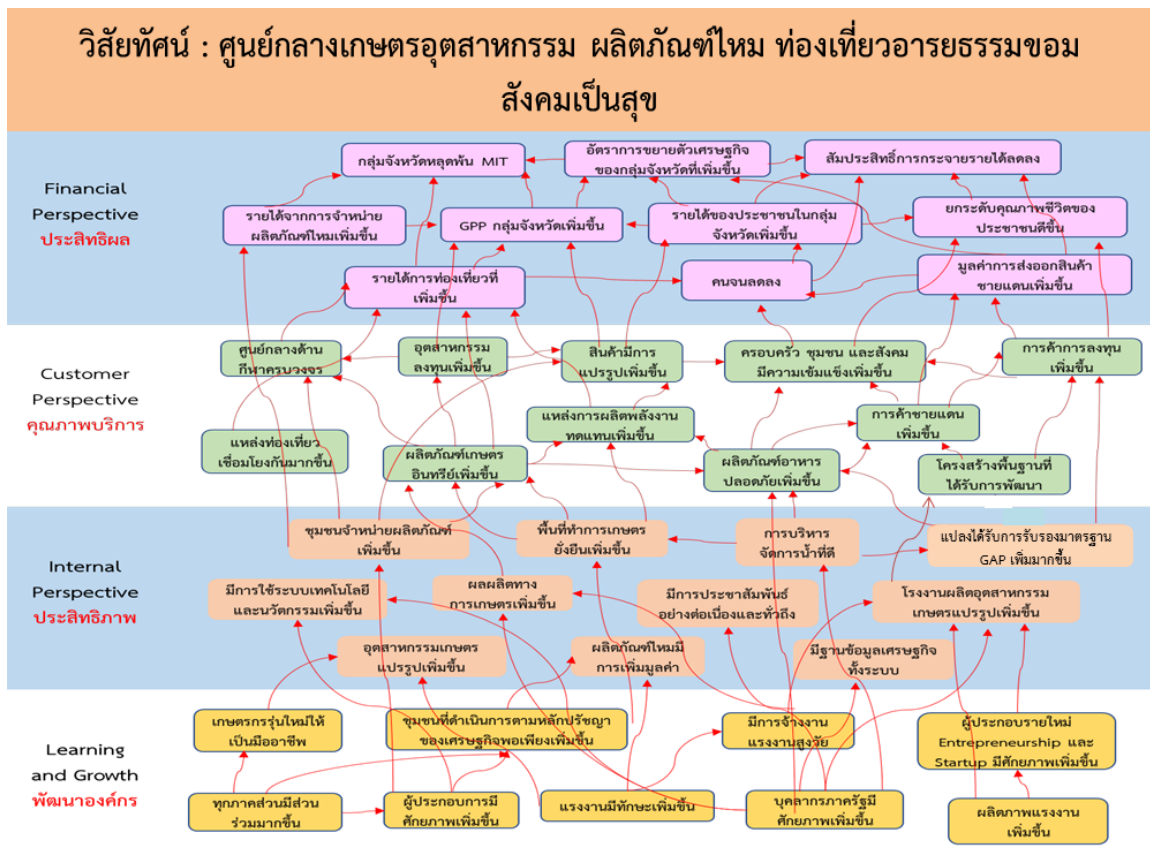 วิสัยทัศน์ : ศูนย์กลางเกษตรอุตสาหกรรม ผลิตภัณฑ์ไหม ท่องเที่ยวอารยธรรมขอม
สังคมเป็นสุข
Financial
Perspective
ประสิทธิผล
กลุ่มจังหวัดหลุดพ้น MIT
อัตราการขยายตัวเศรษฐกิจ
ของกลุ่มจังหวัดที่เพิ่มขึ้น
สัมประสิทธิ์การกระจายรายได้ลดลง
รายได้จากการจำหน่าย
ผลิตภัณฑ์ไหมเพิ่มขึ้น
GPP กลุ่มจังหวัดเพิ่มขึ้น
รายได้ของประชาชนในกลุ่ม
จังหวัดเพิ่มขึ้น
ยกระดับคุณภาพชีวิตของ
ประชาชนดีขึ้น
รายได้การท่องเที่ยวที่
เพิ่มขึ้น
คนจนลดลง
มูลค่าการส่งออกสินค้า
ชายแดนเพิ่มขึ้น
Customer
Perspective
คุณภาพบริการ
ศูนย์กลางด้าน
กีฬาครบวงจร
อุตสาหกรรม
ลงทุนเพิ่มขึ้น
สินค้ามีการ
แปรรูปเพิ่มขึ้น
ครอบครัว ชุมชน และสังคม
มีความเข้มแข็งเพิ่มขึ้น
การค้าการลงทุน
เพิ่มขึ้น
แหล่งท่องเที่ยว
เชื่อมโยงกันมากขึ้น
แหล่งการผลิตพลังงาน
ทดแทนเพิ่มขึ้น
การค้าชายแดน
เพิ่มขึ้น
ผลิตภัณฑ์เกษตร
อินทรีย์เพิ่มขึ้น
ผลิตภัณฑ์อาหาร
ปลอดภัยเพิ่มขึ้น
โครงสร้างพื้นฐานที่
ได้รับการพัฒนา
Internal
Perspective
ประสิทธิภาพ
ชุมชนจำหน่ายผลิตภัณฑ์
เพิ่มขึ้น
พื้นที่ทำการเกษตร
ยั่งยืนเพิ่มขึ้น
การบริหาร
จัดการน้ำที่ดี
แปลงได้รับการรับรองมาตรฐาน
GAP เพิ่มมากขึ้น
มีการใช้ระบบเทคโนโลยี
และนวัตกรรมเพิ่มขึ้น
ผลผลิตทาง
การเกษตรเพิ่มขึ้น
มีการประชาสัมพันธ์
อย่างต่อเนื่องและทั่วถึง
โรงงานผลิตอุตสาหกรรม
เกษตรแปรรูปเพิ่มขึ้น
อุตสาหกรรมเกษตร
แปรรูปเพิ่มขึ้น
ผลิตภัณฑ์ไหมมี
การเพิ่มมูลค่า
มีฐานข้อมูลเศรษฐกิจ
ทั้งระบบ
Learning
and Growth
พัฒนาองค์กร
เกษตรกรรุ่นใหม่ให้
เป็นมืออาชีพ
ชุมชนที่ดำเนินการตามหลักปรัชญา
ของเศรษฐกิจพอเพียงเพิ่มขึ้น
มีการจ้างงาน
แรงงานสูงวัย
ผู้ประกอบรายใหม่
Entrepreneurship และ
Startup มีศักยภาพเพิ่มขึ้น
ทุกภาคส่วนมีส่วน
ร่วมมากขึ้น
ผู้ประกอบการมี
ศักยภาพเพิ่มขึ้น
แรงงานมีทักษะเพิ่มขึ้น
บุคลากรภาครัฐมี
ศักยภาพเพิ่มขึ้น
ผลิตภาพแรงงาน
เพิ่มขึ้น